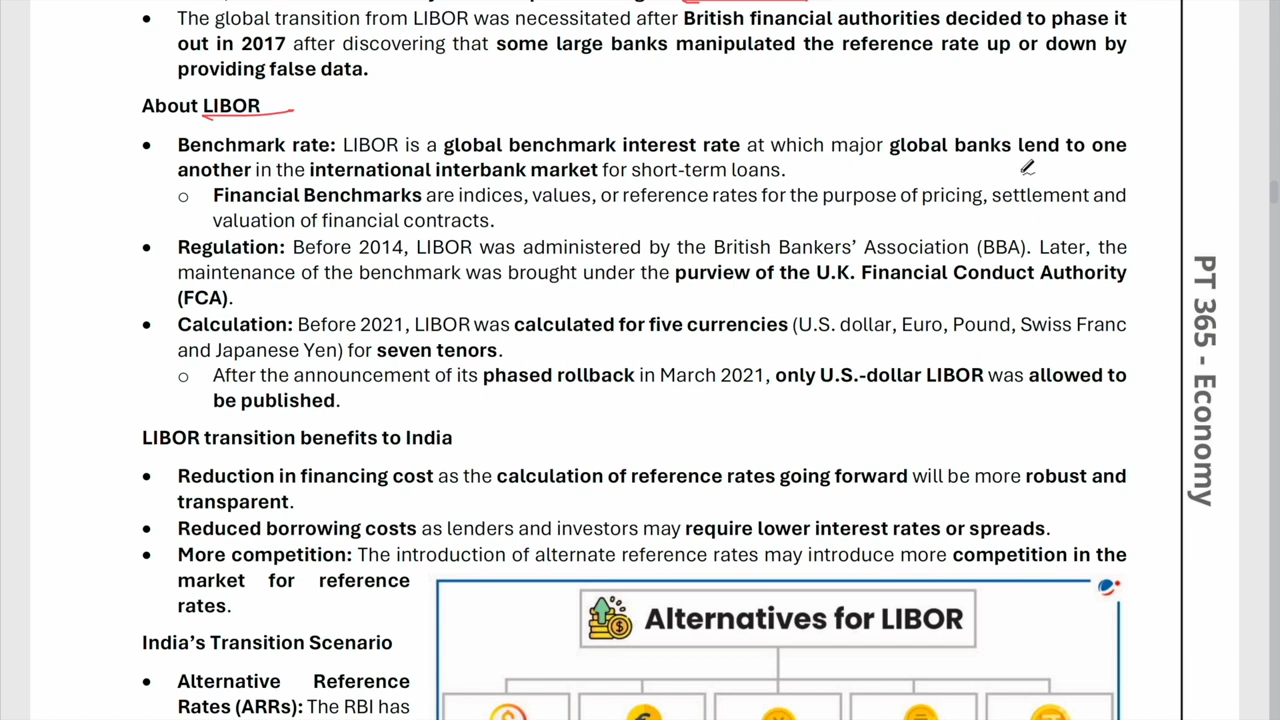 • The global transition from LIBOR was necessitated after British financial authorities decided to phase it
out in 2017 after discovering that some large banks manipulated the reference rate up or down by
providing false data.
About LIBOR
• Benchmark rate: LIBOR is a global benchmark interest rate at which major global banks lend to one
another in the international interbank market for short-term loans.
o Financial Benchmarks are indices, values, or reference rates for the purpose of pricing, settlement and
valuation of financial contracts.
• Regulation: Before 2014, LIBOR was administered by the British Bankers’ Association (BBA). Later, the
maintenance of the benchmark was brought under the purview of the U.K. Financial Conduct Authority
(FCA).
• Calculation: Before 2021, LIBOR was calculated for five currencies (U.S. dollar, Euro, Pound, Swiss Franc
and Japanese Yen) for seven tenors.
o After the announcement of its phased rollback in March 2021, only U.S.-dollar LIBOR was allowed to
be published.
LIBOR transition benefits to India
• Reduction in financing cost as the calculation of reference rates going forward will be more robust and
transparent.
• Reduced borrowing costs as lenders and investors may require lower interest rates or spreads.
• More competition: The introduction of alternate reference rates may introduce more competition in the
market for reference
rates.
India’s Transition Scenario
• Alternative Reference
Rates (ARRs): The RBI has
Alternatives for LIBOR
PT 365 - Economy